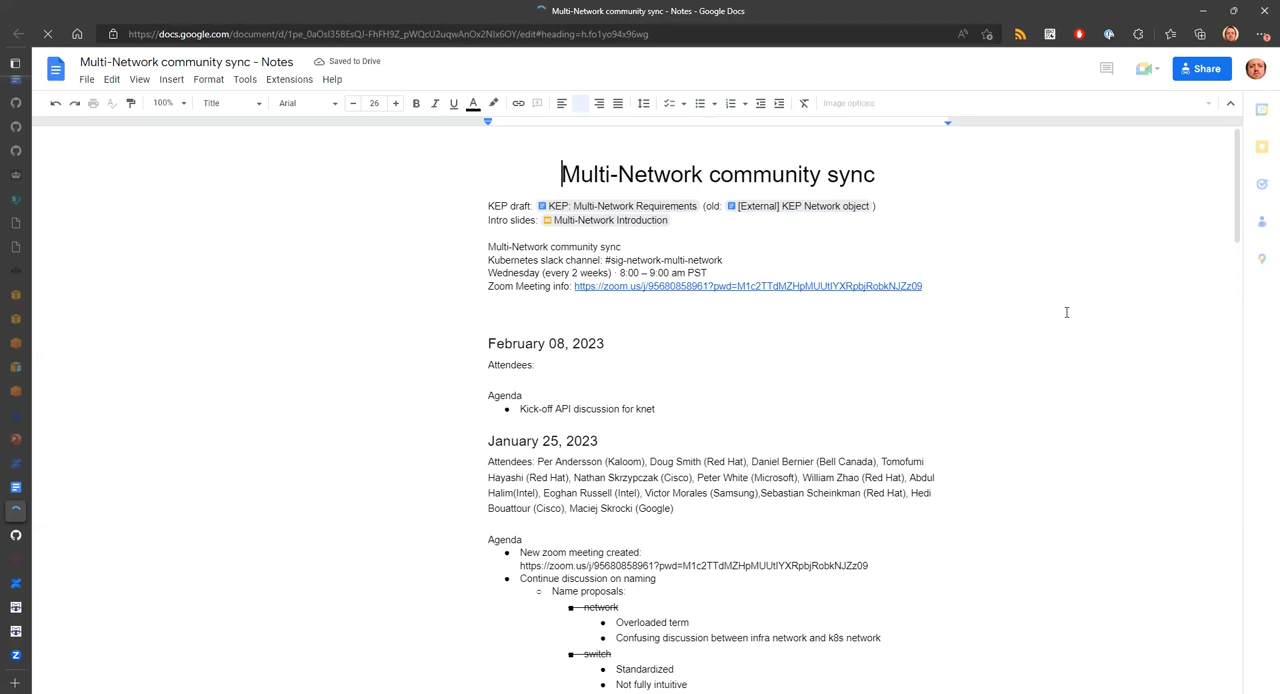 Multi-Network community sync - Notes - Google Docs
https://docs.google.com/document/d/1pe_0aOsI35BEsQJ-FhFH9Z_pWQcU2uqwAnOx2NIx6OY/edit#heading=h.fo1yo94x96wg
Multi-Network community sync - Notes
Saved to Drive
File Edit View Insert Format Tools Extensions Help
Share
100% Title Arial 26 B I U A Image options
Multi-Network community sync
KEP draft: KEP: Multi-Network Requirements (old: [External] KEP Network object )
Intro slides: Multi-Network Introduction
Multi-Network community sync
Kubernetes slack channel: #sig-network-multi-network
Wednesday (every 2 weeks) · 8:00 – 9:00 am PST
Zoom Meeting info: https://zoom.us/j/95680858961?pwd=M1c2TTdMZHpMUUtIYXRpbjRobkNJZz09
February 08, 2023
Attendees:
Agenda
● Kick-off API discussion for knet
January 25, 2023
Attendees: Per Andersson (Kaloom), Doug Smith (Red Hat), Daniel Bernier (Bell Canada), Tomofumi
Hayashi (Red Hat), Nathan Skrzypczak (Cisco), Peter White (Microsoft), William Zhao (Red Hat), Abdul
Halim(Intel), Eoghan Russell (Intel), Victor Morales (Samsung),Sebastian Scheinkman (Red Hat), Hedi
Bouattour (Cisco), Maciej Skrocki (Google)
Agenda
● New zoom meeting created:
https://zoom.us/j/95680858961?pwd=M1c2TTdMZHpMUUtIYXRpbjRobkNJZz09
● Continue discussion on naming
○ Name proposals:
■ network
● Overloaded term
● Confusing discussion between infra network and k8s network
■ switch
● Standardized
● Not fully intuitive